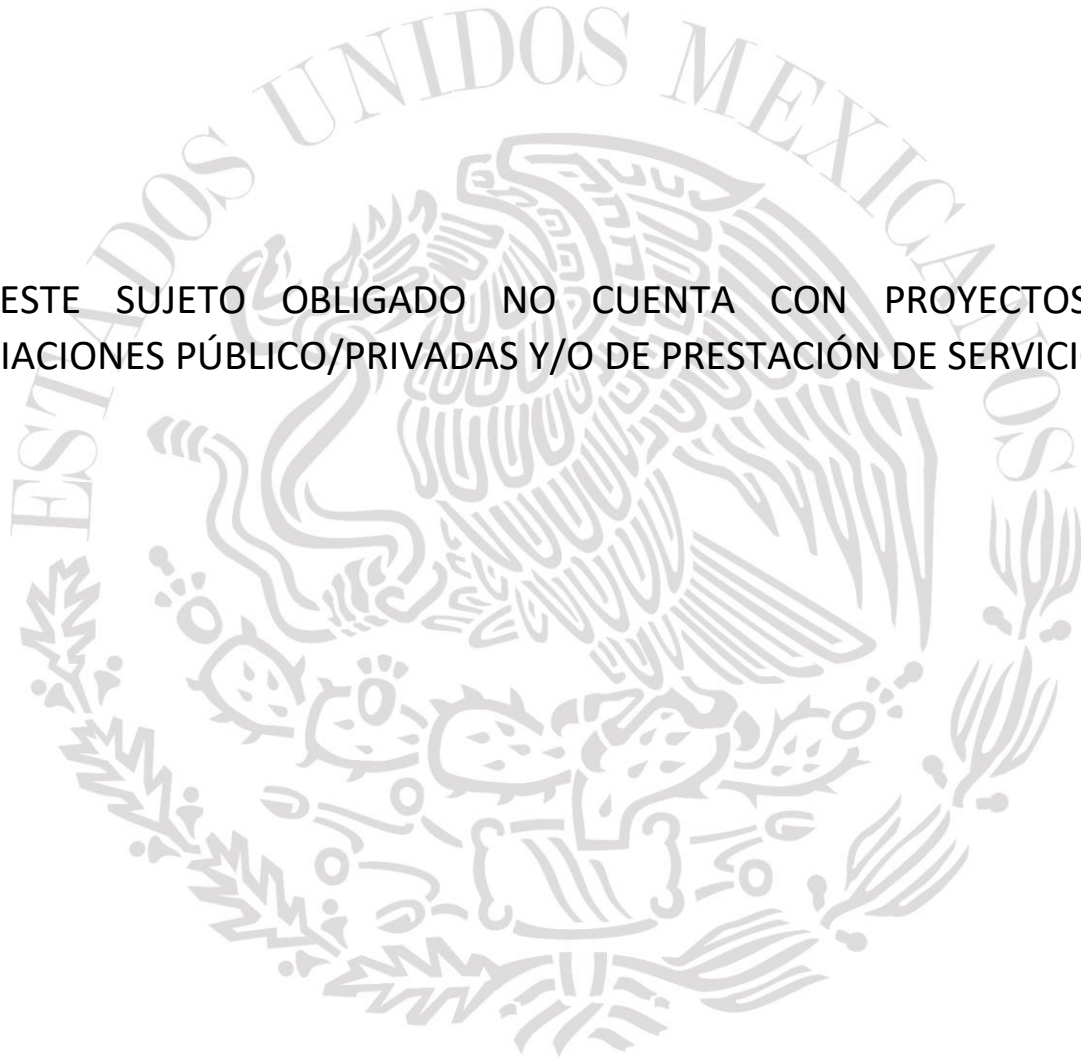 ESTADOS UNIDOS MEXICANOS
ESTE SUJETO OBLIGADO NO CUENTA CON PROYECTOS
PÚBLICO/PRIVADAS Y/O DE PRESTACIÓN DE